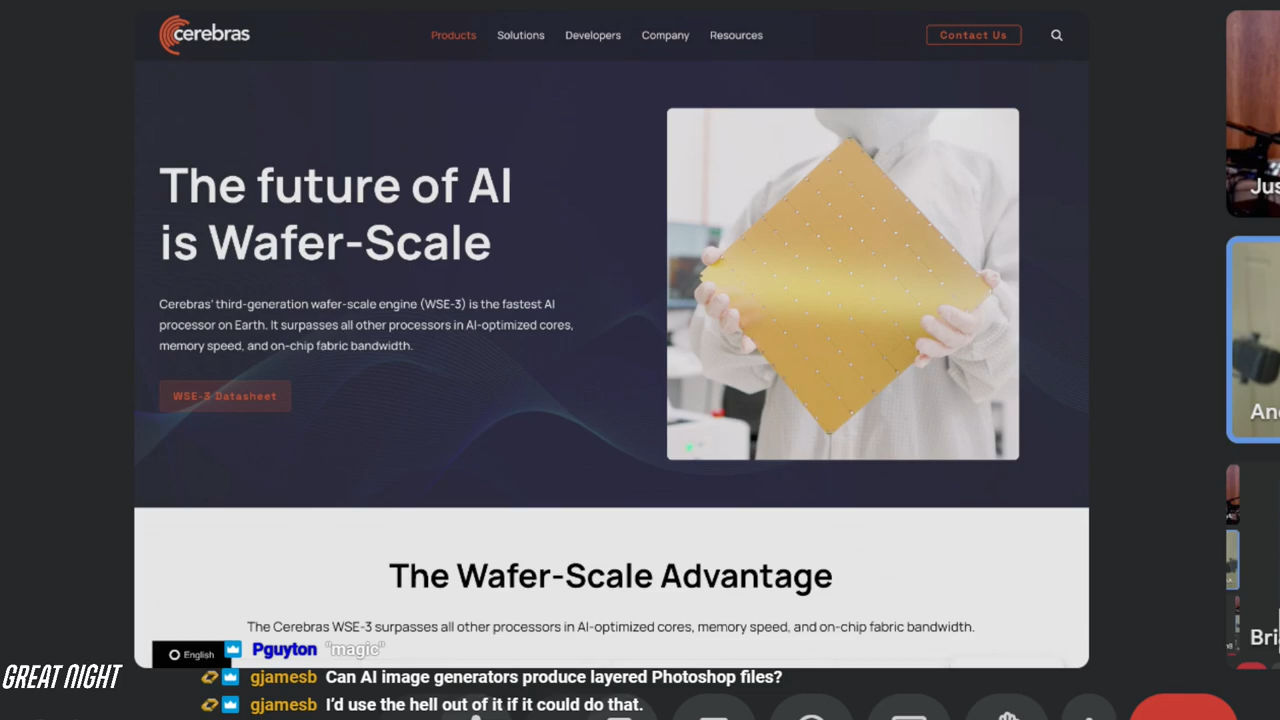 cerebras
Products Solutions Developers Company Resources
Contact Us
The future of AI
is Wafer-Scale
Cerebras' third-generation wafer-scale engine (WSE-3) is the fastest AI
processor on Earth. It surpasses all other processors in AI-optimized cores,
memory speed, and on-chip fabric bandwidth.
WSE-3 Datasheet
The Wafer-Scale Advantage
The Cerebras WSE-3 surpasses all other processors in AI-optimized cores, memory speed, and on-chip fabric bandwidth.
English
Pguyton "magic"
gjamesb Can AI image generators produce layered Photoshop files?
gjamesb I'd use the hell out of it if it could do that.
GREAT NIGHT
Jus
And
Bri